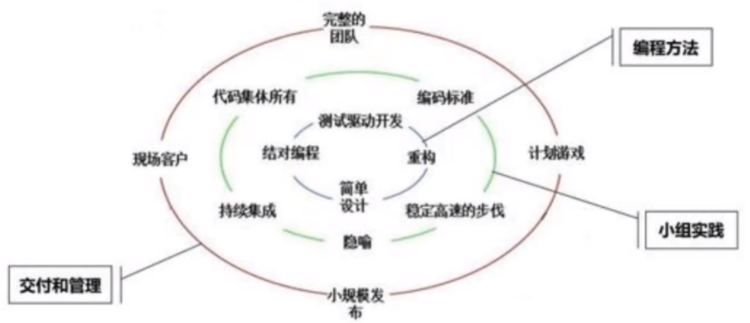 完整的
团队
编程方法
代码集体所有
编码标准
测试驱动开发
现场客户
结对编程
重构
计划游戏
简单
设计
持续集成
稳定高速的步伐
小组实践
隐喻
交付和管理
小规模发
布